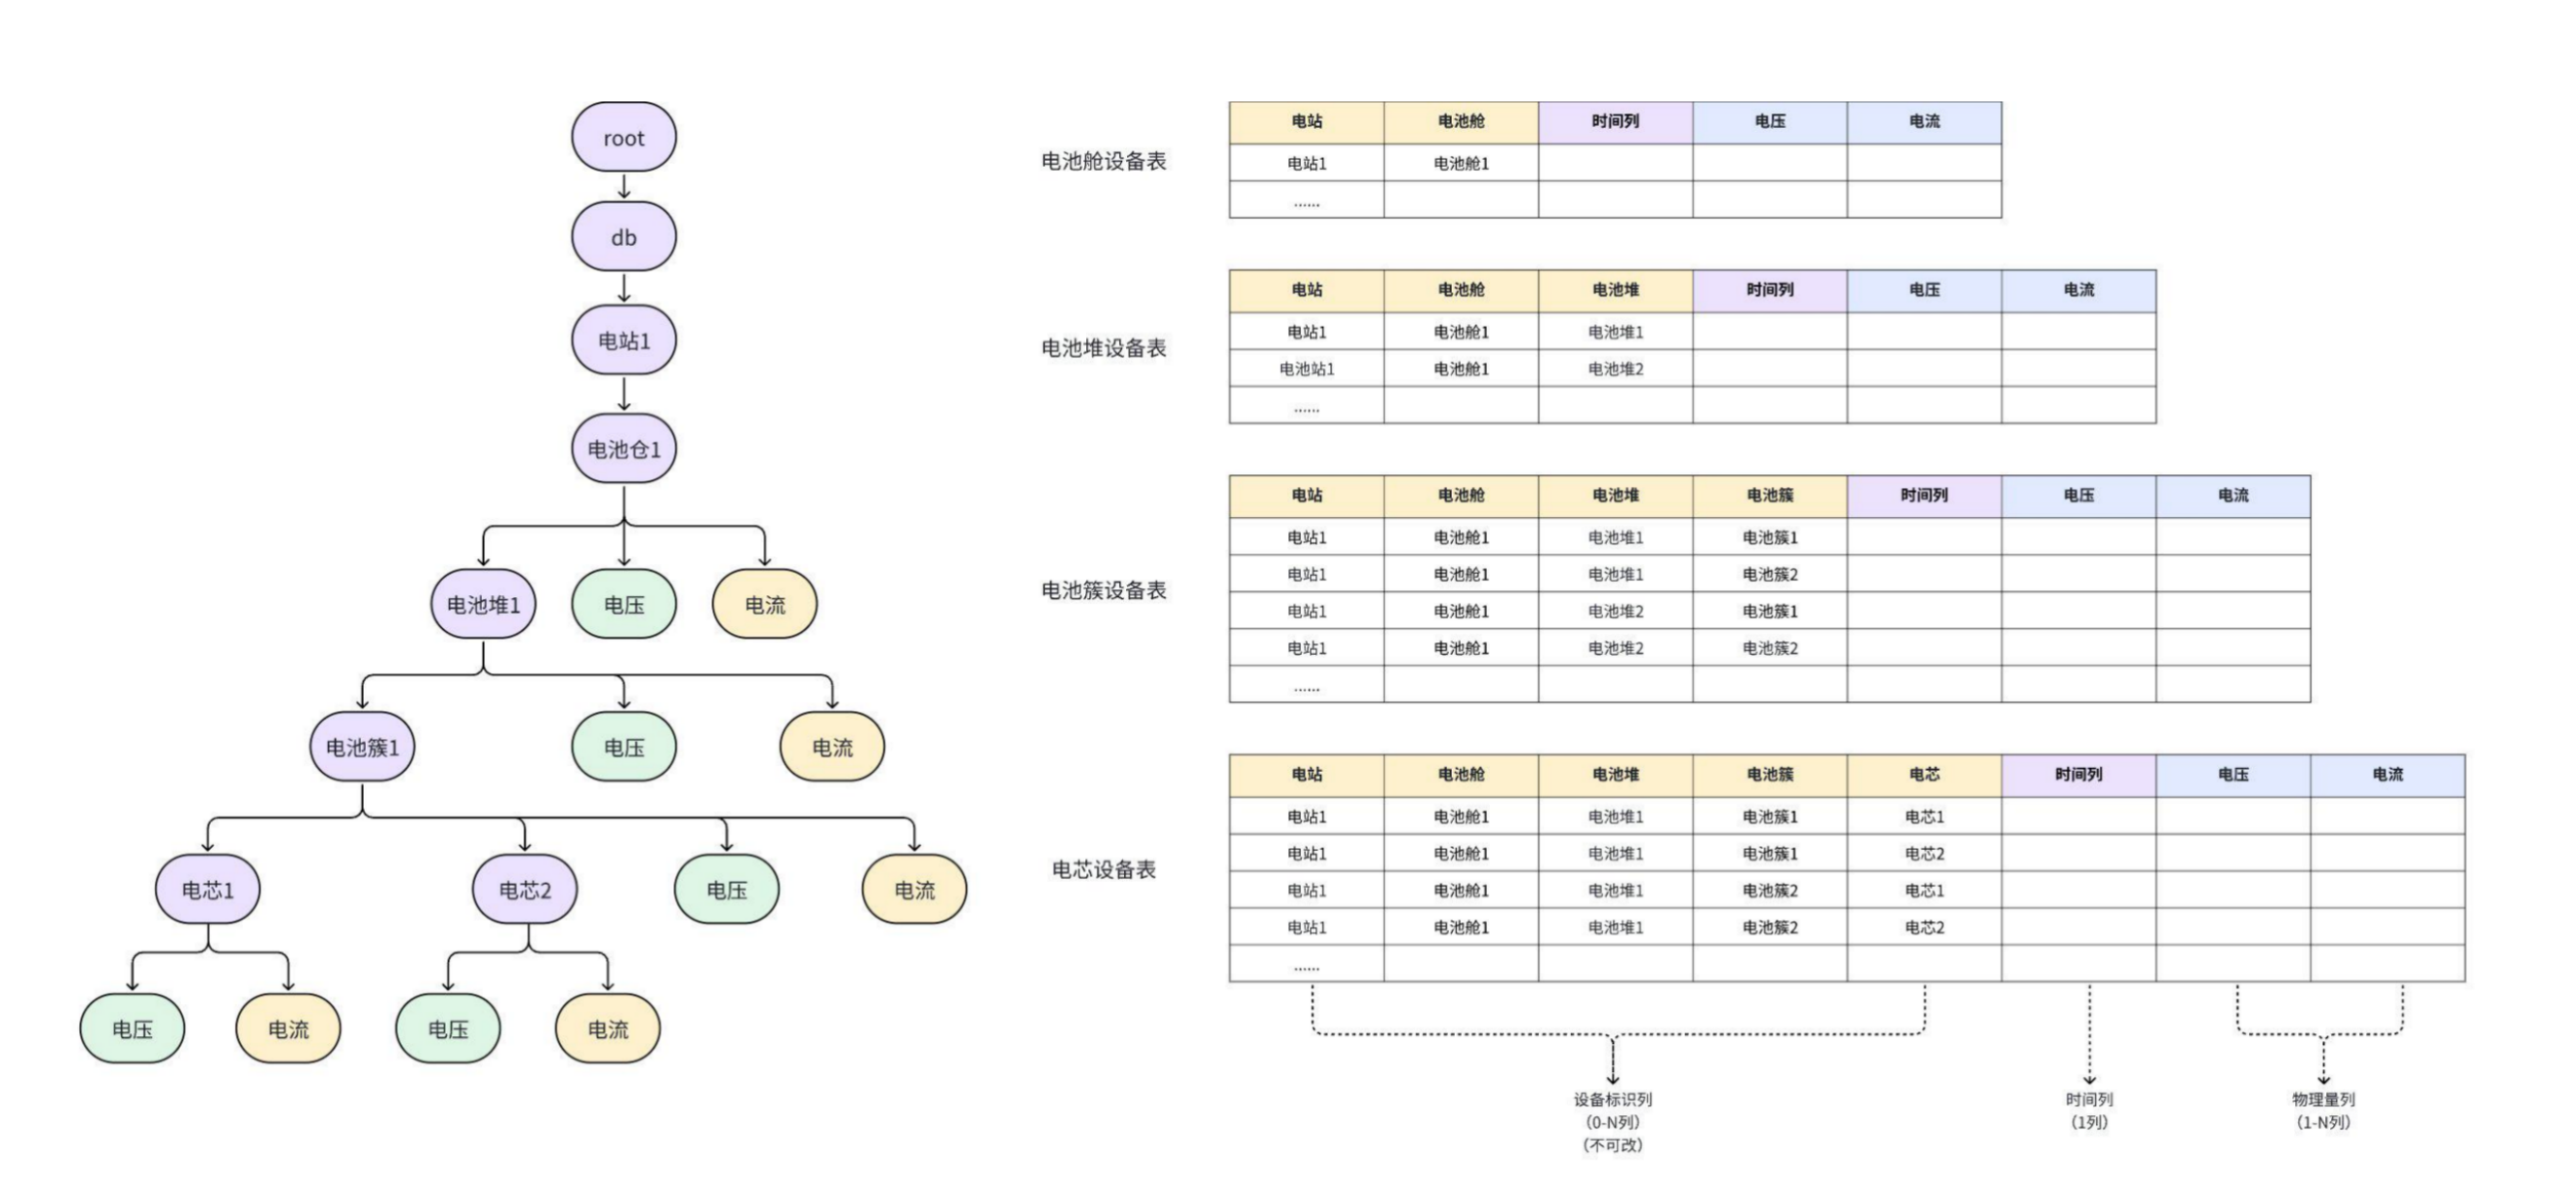 root
db
电站1
电池仓1
电池堆1 电压 电流
电池簇1 电压 电流
电芯1 电芯2 电压 电流
电压 电流 电压 电流
电池舱设备表
电站 电池舱 时间列 电压 电流
电站1 电池舱1
......
电池堆设备表
电站 电池舱 电池堆 时间列 电压 电流
电站1 电池舱1 电池堆1
电池站1 电池舱1 电池堆2
......
电池簇设备表
电站 电池舱 电池堆 电池簇 时间列 电压 电流
电站1 电池舱1 电池堆1 电池簇1
电站1 电池舱1 电池堆1 电池簇2
电站1 电池舱1 电池堆2 电池簇1
电站1 电池舱1 电池堆2 电池簇2
......
电芯设备表
电站 电池舱 电池堆 电池簇 电芯 时间列 电压 电流
电站1 电池舱1 电池堆1 电池簇1 电芯1
电站1 电池舱1 电池堆1 电池簇1 电芯2
电站1 电池舱1 电池堆1 电池簇2 电芯1
电站1 电池舱1 电池堆1 电池簇2 电芯2
......
设备标识列
（0-N列）
（不可改）
时间列
（1列）
物理量列
（1-N列）